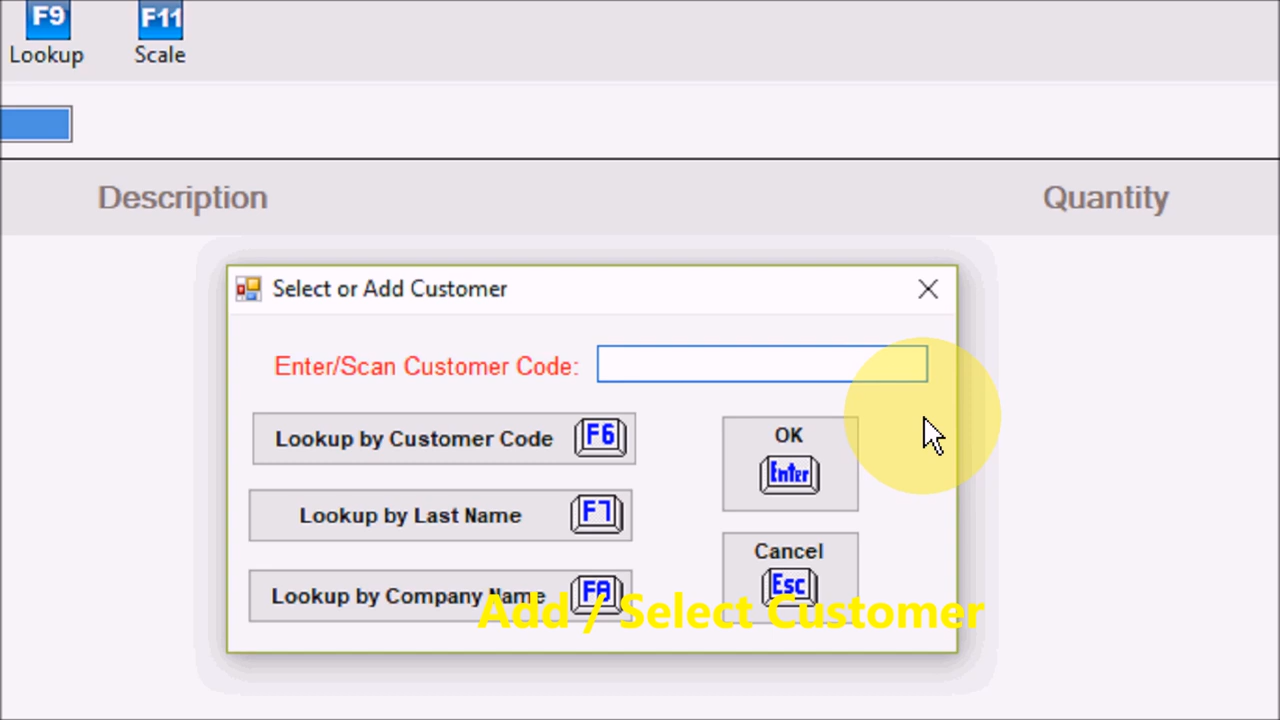 F9 F11
Lookup Scale
Description Quantity
Select or Add Customer
Enter/Scan Customer Code:
Lookup by Customer Code F6
OK
Enter
Lookup by Last Name F7
Cancel
Esc
Lookup by Company Name F8
Add / Select Customer